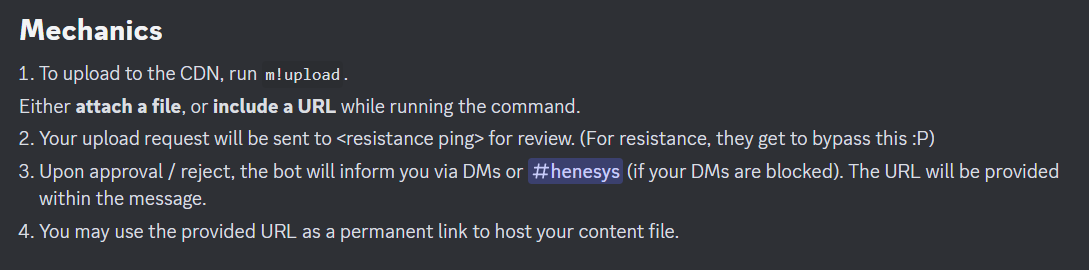 Mechanics
1. To upload to the CDN, run m!upload.
Either attach a file, or include a URL while running the command.
2. Your upload request will be sent to <resistance ping> for review. (For resistance, they get to bypass this :P)
3. Upon approval / reject, the bot will inform you via DMs or #henesys (if your DMs are blocked). The URL will be provided
within the message.
4. You may use the provided URL as a permanent link to host your content file.